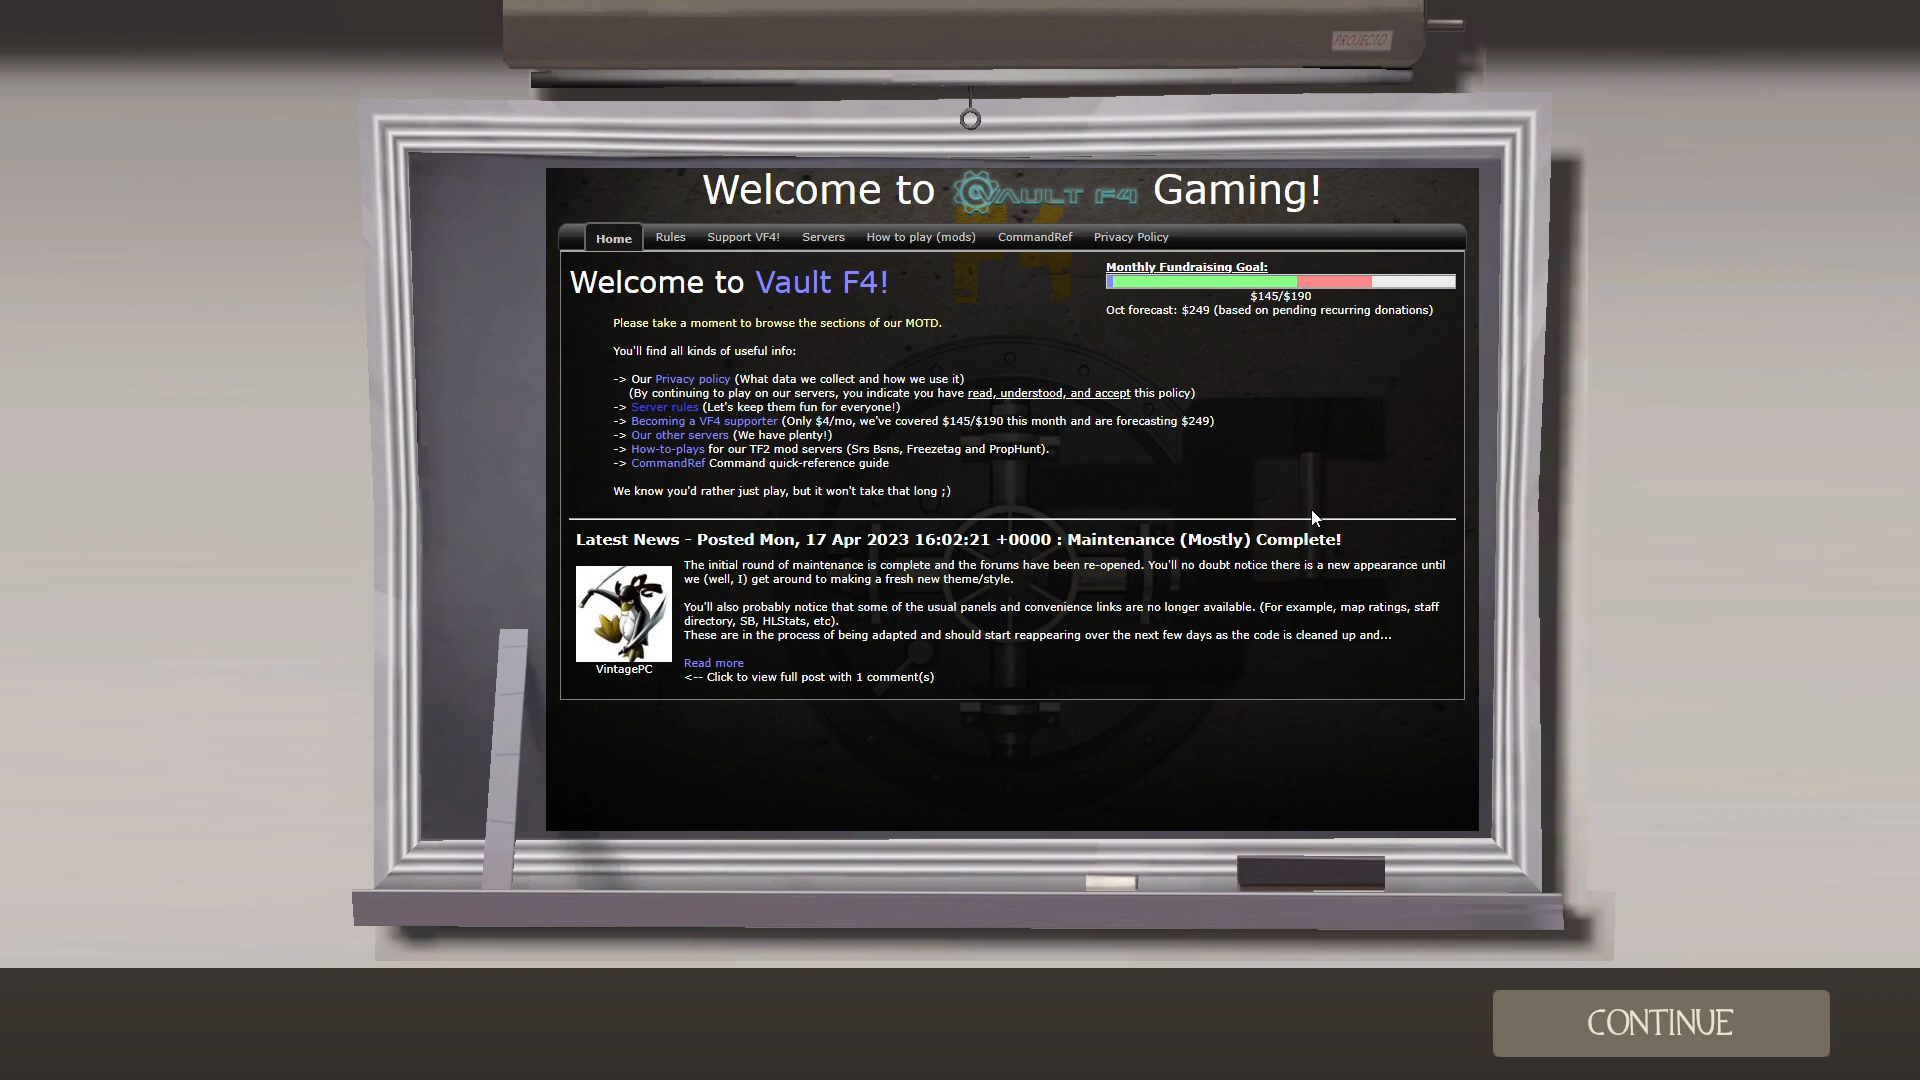 PROJECTO
Welcome to VAULT F4 Gaming!
Home Rules Support VF4! Servers How to play (mods) CommandRef Privacy Policy
Welcome to Vault F4!
Monthly Fundraising Goal:
$145/$190
Oct forecast: $249 (based on pending recurring donations)
Please take a moment to browse the sections of our MOTD.
You'll find all kinds of useful info:
-> Our Privacy policy (What data we collect and how we use it)
(By continuing to play on our servers, you indicate you have read, understood, and accept this policy)
-> Server rules (Let's keep them fun for everyone!)
-> Becoming a VF4 supporter (Only $4/mo, we've covered $145/$190 this month and are forecasting $249)
-> Our other servers (We have plenty!)
-> How-to-plays for our TF2 mod servers (Srs Bsns, Freezetag and PropHunt).
-> CommandRef Command quick-reference guide
We know you'd rather just play, but it won't take that long ;)
Latest News - Posted Mon, 17 Apr 2023 16:02:21 +0000 : Maintenance (Mostly) Complete!
The initial round of maintenance is complete and the forums have been re-opened. You'll no doubt notice there is a new appearance until
we (well, I) get around to making a fresh new theme/style.
You'll also probably notice that some of the usual panels and convenience links are no longer available. (For example, map ratings, staff
directory, SB, HLStats, etc).
These are in the process of being adapted and should start reappearing over the next few days as the code is cleaned up and...
VintagePC
Read more
<-- Click to view full post with 1 comment(s)
CONTINUE